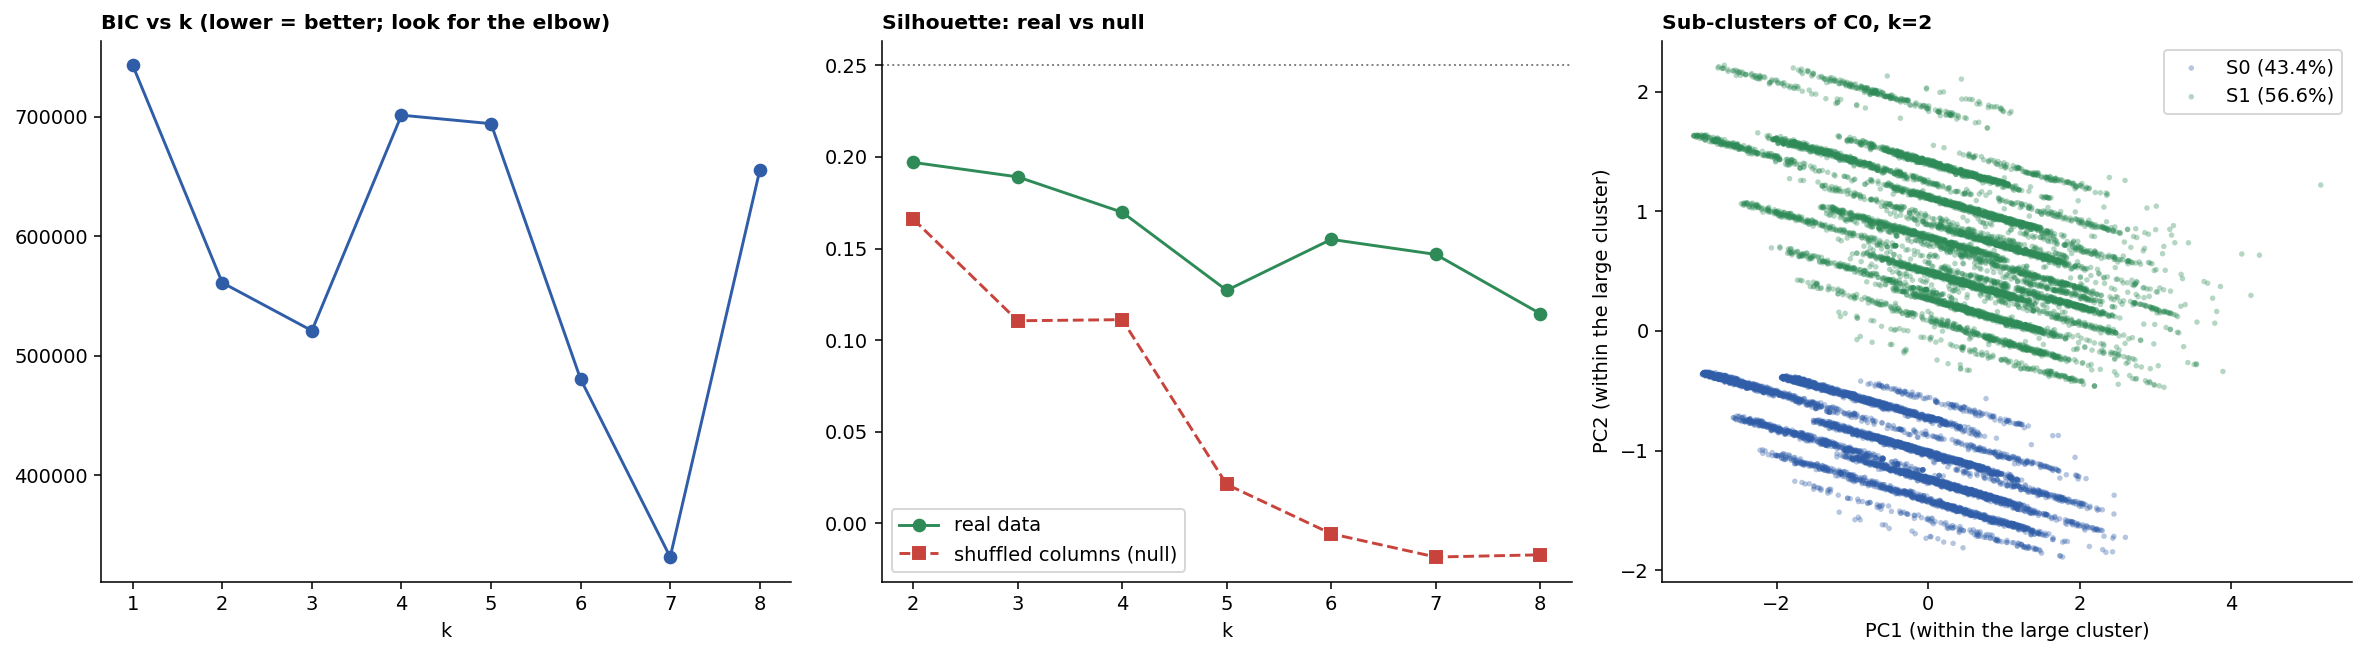 BIC vs k (lower = better; look for the elbow)
700000
600000
500000
400000
1 2 3 4 5 6 7 8
k
Silhouette: real vs null
0.25
0.20
0.15
0.10
0.05
0.00
real data
shuffled columns (null)
2 3 4 5 6 7 8
k
Sub-clusters of C0, k=2
S0 (43.4%)
S1 (56.6%)
PC2 (within the large cluster)
2
1
0
−1
−2
−2 0 2 4
PC1 (within the large cluster)